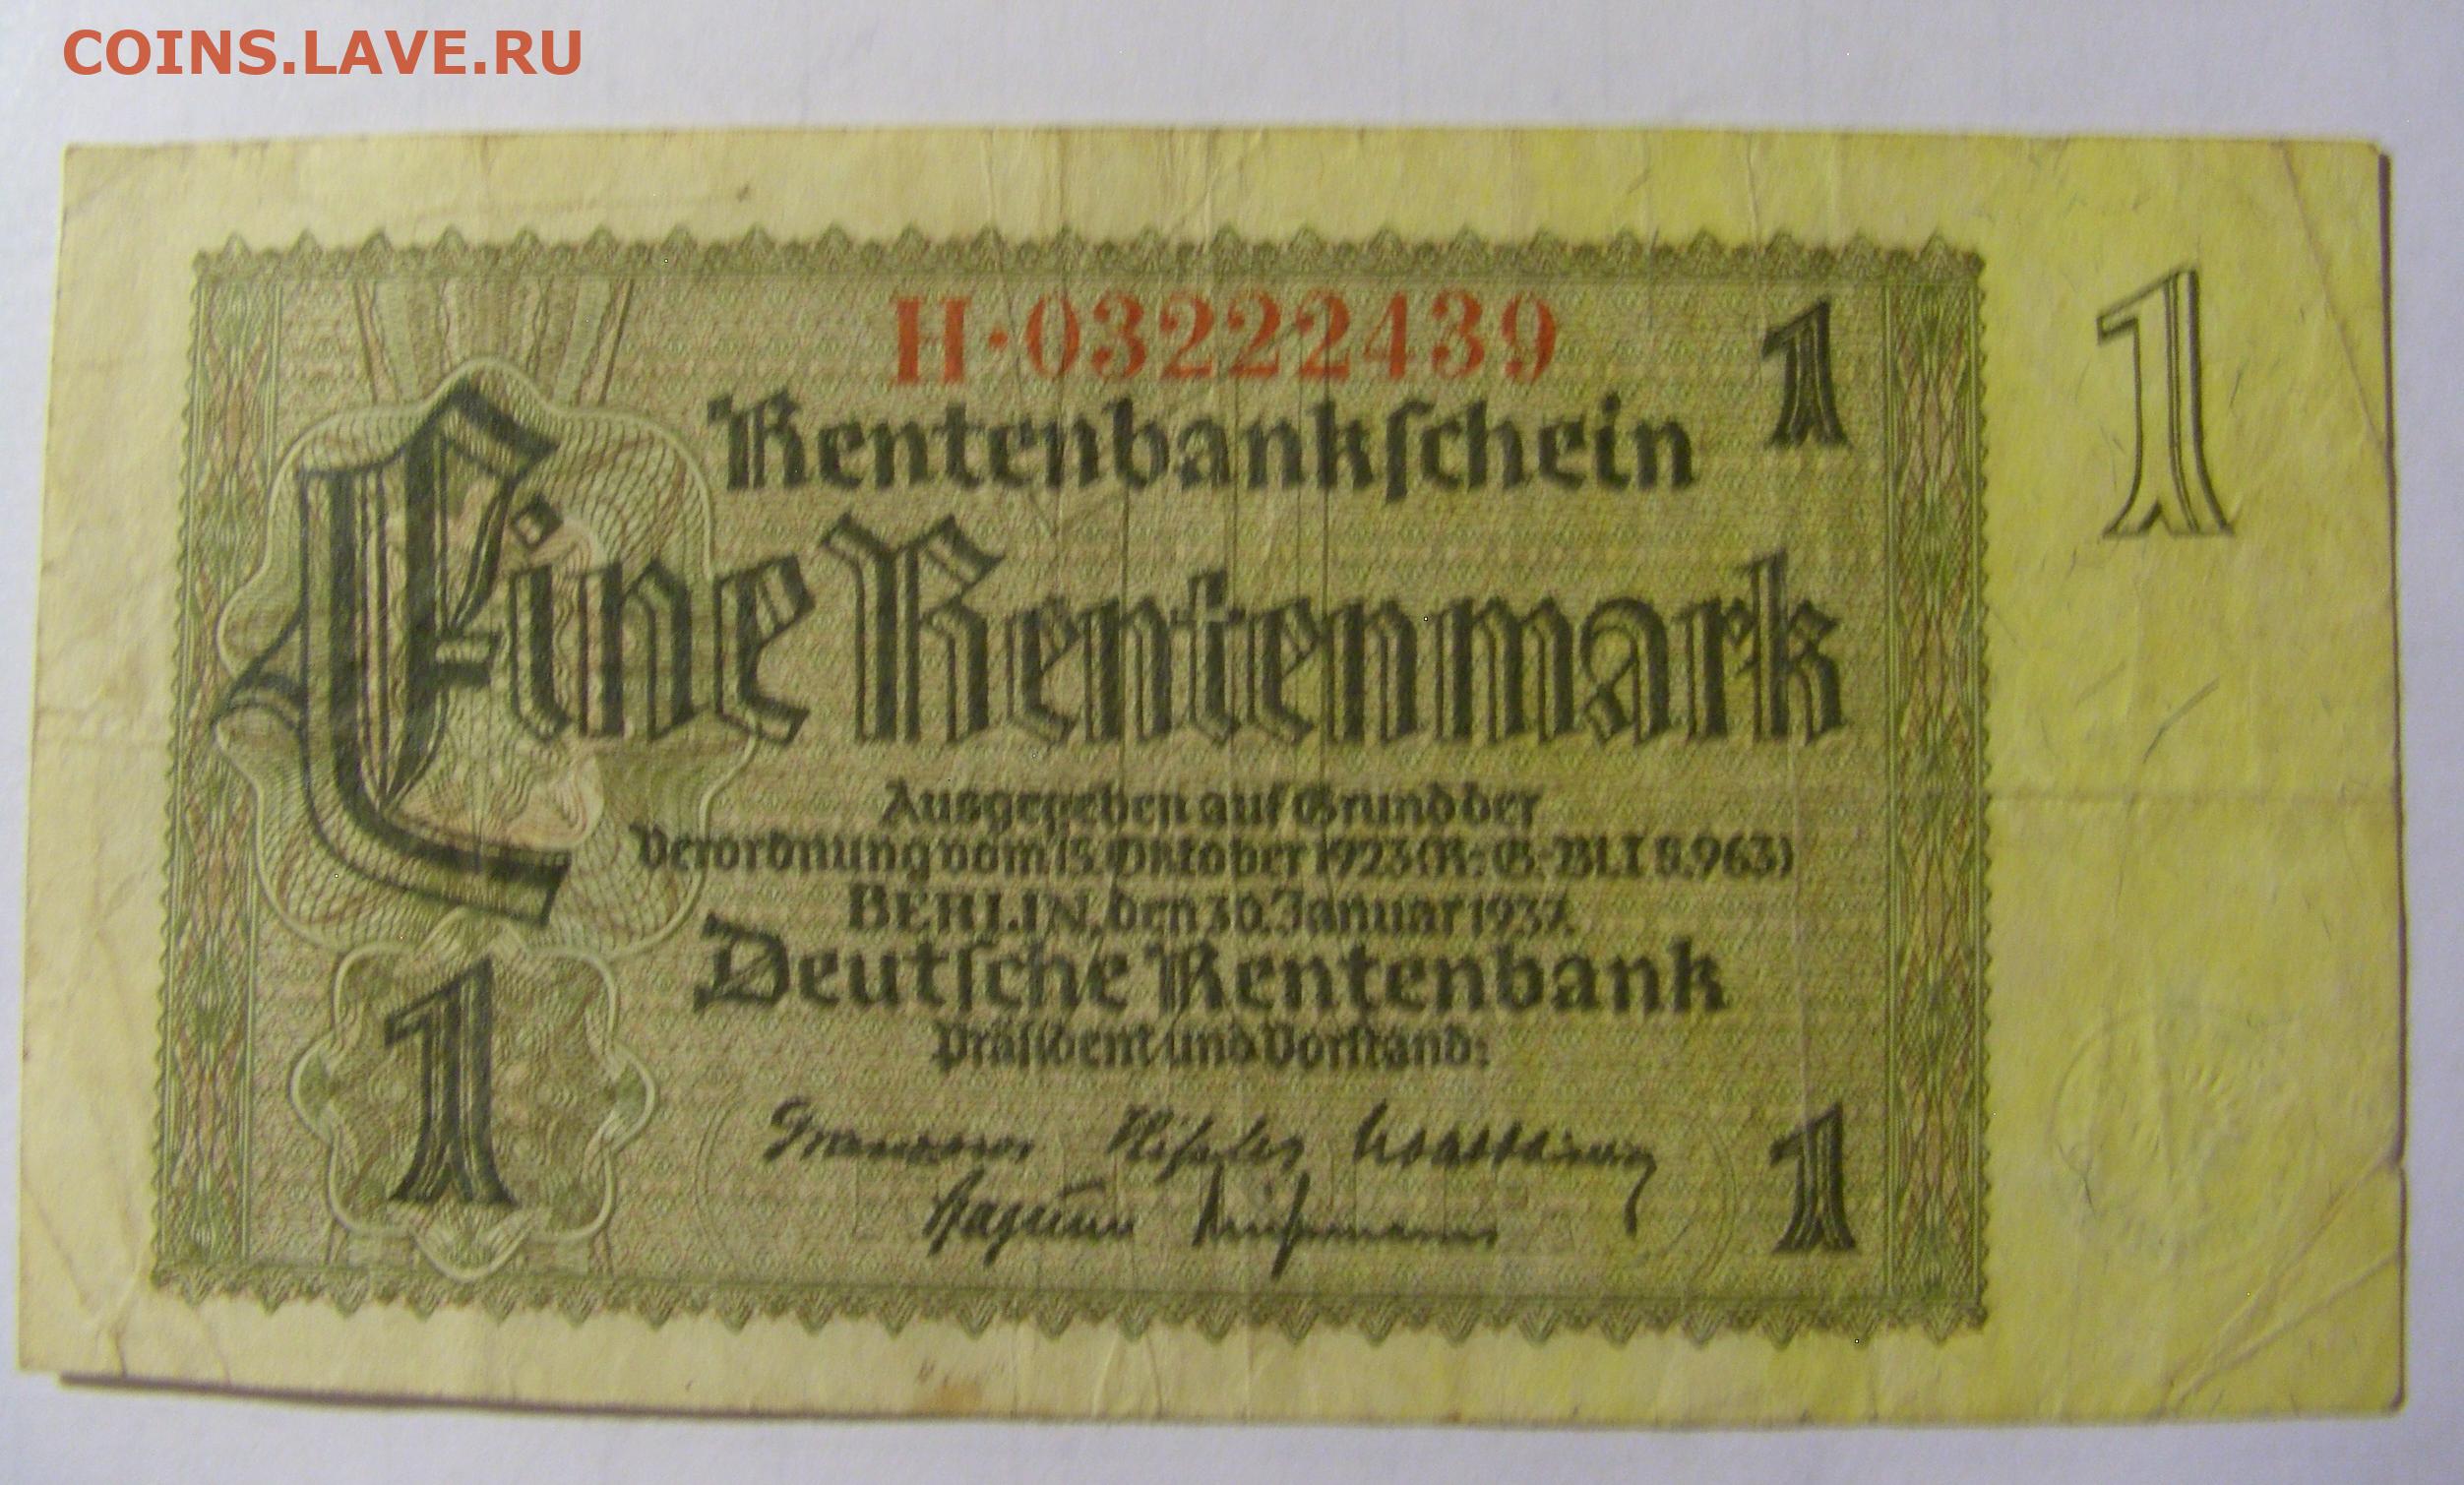 COINS.LAVE.RU
H·03222439
1
1
Rentenbankſchein
Eine Rentenmark
Ausgegeben auf Grund der
Verordnung vom 15. Oktober 1923 (R.-G.-Bl. I S. 963)
BERLIN, den 30. Januar 1937.
Deutſche Rentenbank
Präſident und Vorſtand:
1
1